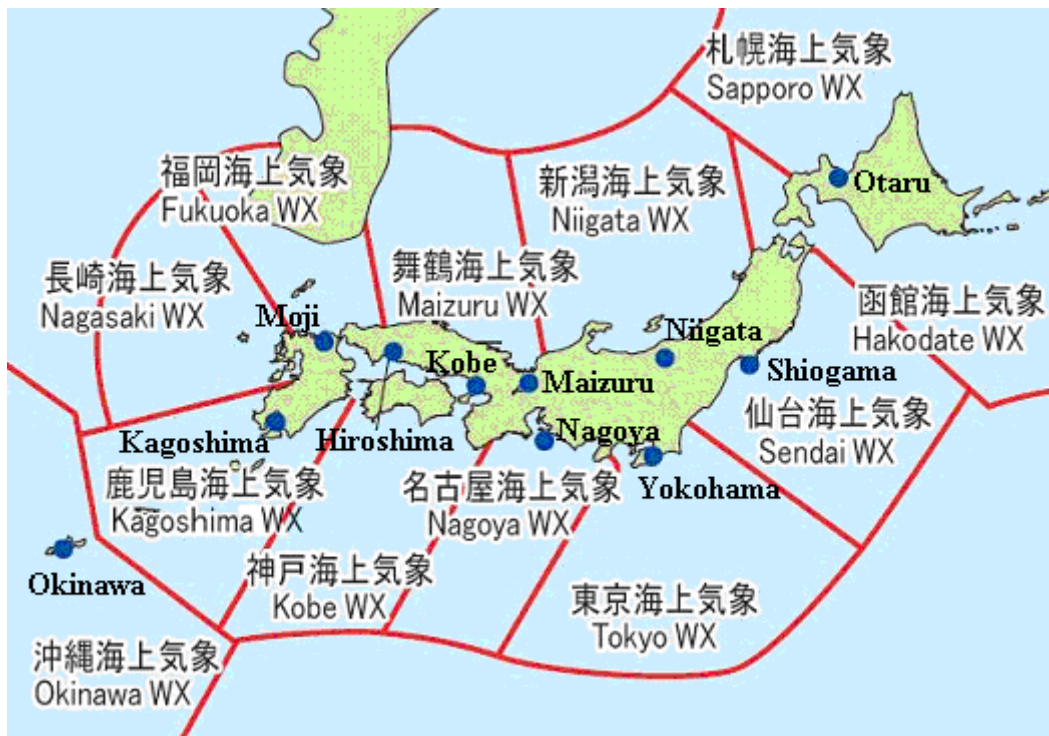 札幌海上気象
Sapporo WX
福岡海上気象
Fukuoka WX
新潟海上気象
Niigata WX
Otaru
長崎海上気象
Nagasaki WX
舞鶴海上気象
Maizuru WX
函館海上気象
Hakodate WX
Moji
Niigata
Kobe
Maizuru
Shiogama
Kagoshima
Hiroshima
Nagoya
仙台海上気象
Sendai WX
鹿児島海上気象
Kagoshima WX
名古屋海上気象
Nagoya WX
Yokohama
Okinawa
神戸海上気象
Kobe WX
東京海上気象
Tokyo WX
沖縄海上気象
Okinawa WX